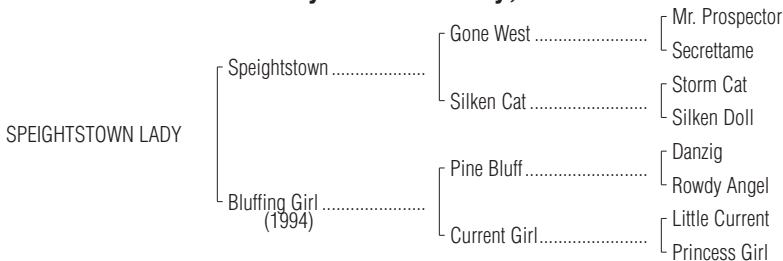 Mr. Prospector
Gone West
Secrettame
Speightstown
Storm Cat
Silken Cat
Silken Doll
SPEIGHTSTOWN LADY
Danzig
Pine Bluff
Rowdy Angel
Bluffing Girl
(1994)
Little Current
Current Girl
Princess Girl